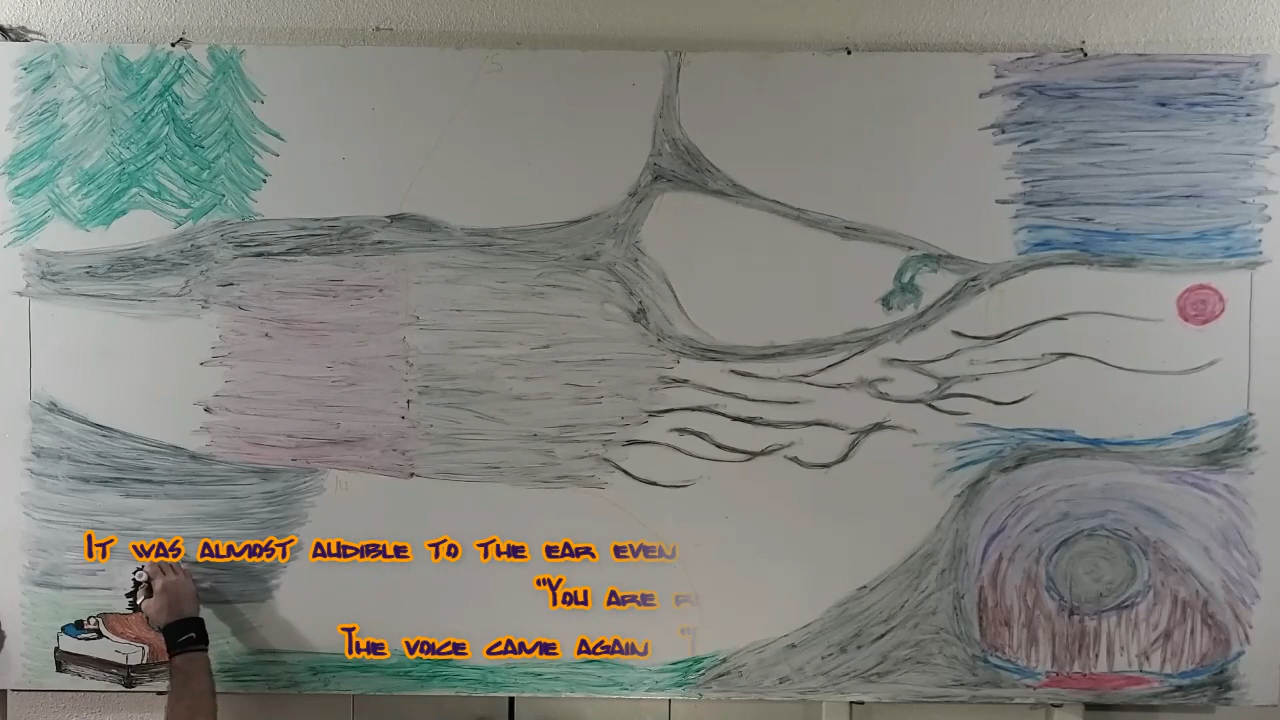 It was almost audible to the ear even
"You are
The voice came again "